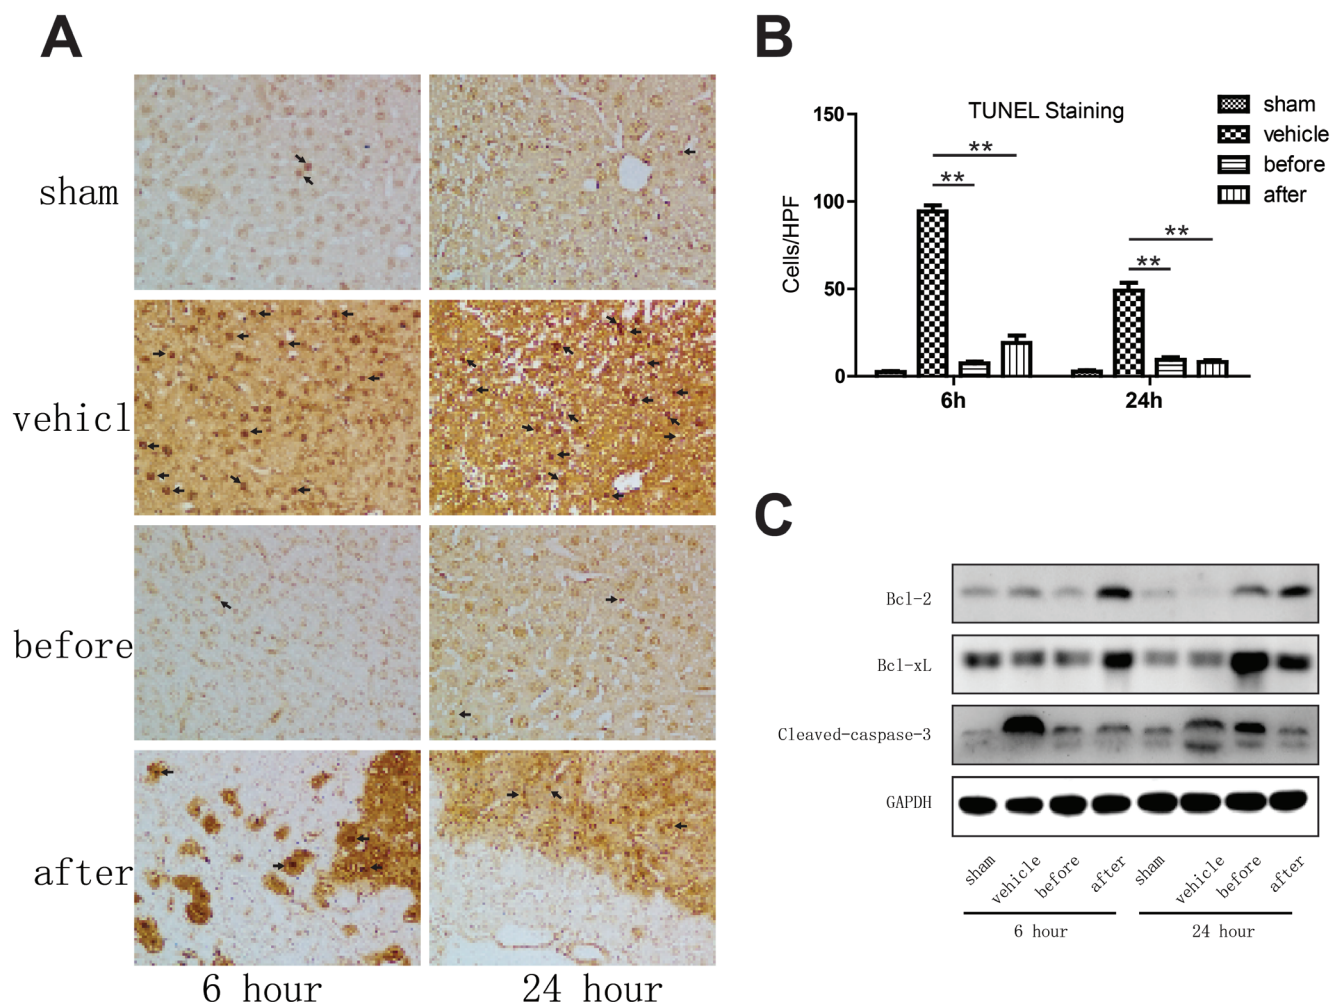 A
sham
vehicl
before
after
6 hour
24 hour
B
TUNEL Staining
sham
vehicle
before
after
Cells/HPF
150
100
50
0
**
**
**
**
6h
24h
C
Bcl-2
Bcl-xL
Cleaved-caspase-3
GAPDH
sham
vehicle
before
after
sham
vehicle
before
after
6 hour
24 hour